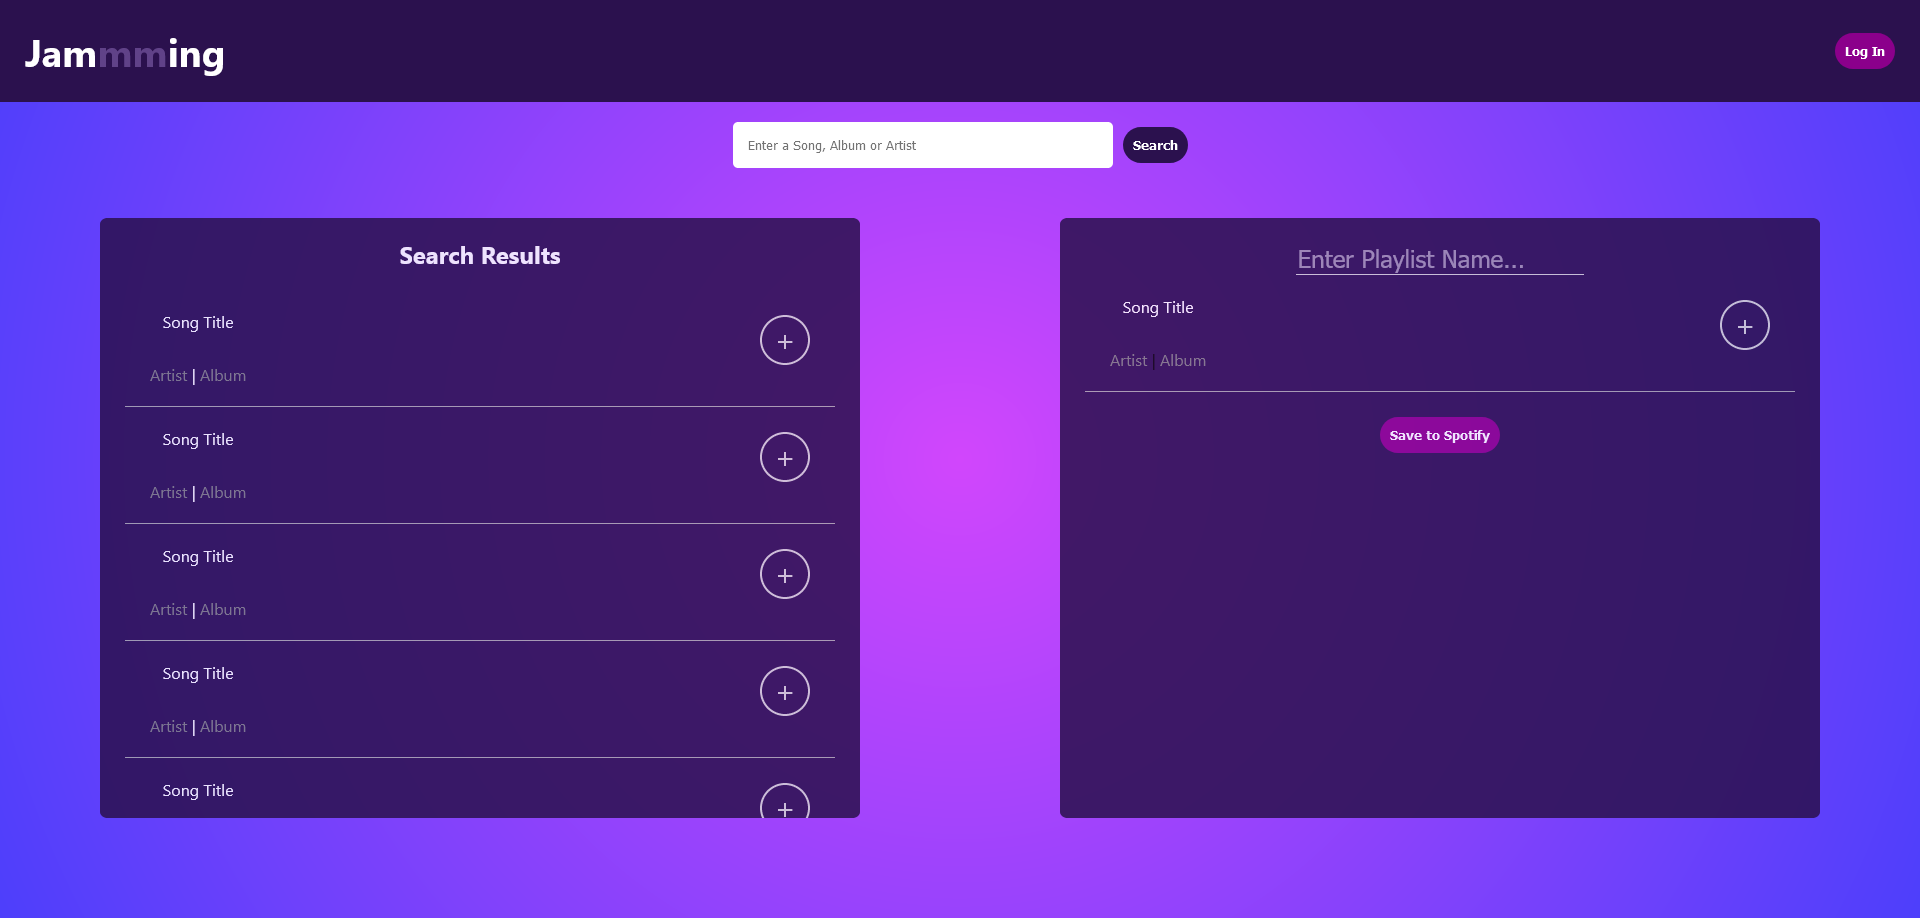 Jammming
Log In
Enter a Song, Album or Artist
Search
Search Results
Song Title
+
Artist | Album
Song Title
+
Artist | Album
Song Title
+
Artist | Album
Song Title
+
Artist | Album
Song Title
+
Enter Playlist Name...
Song Title
+
Artist | Album
Save to Spotify